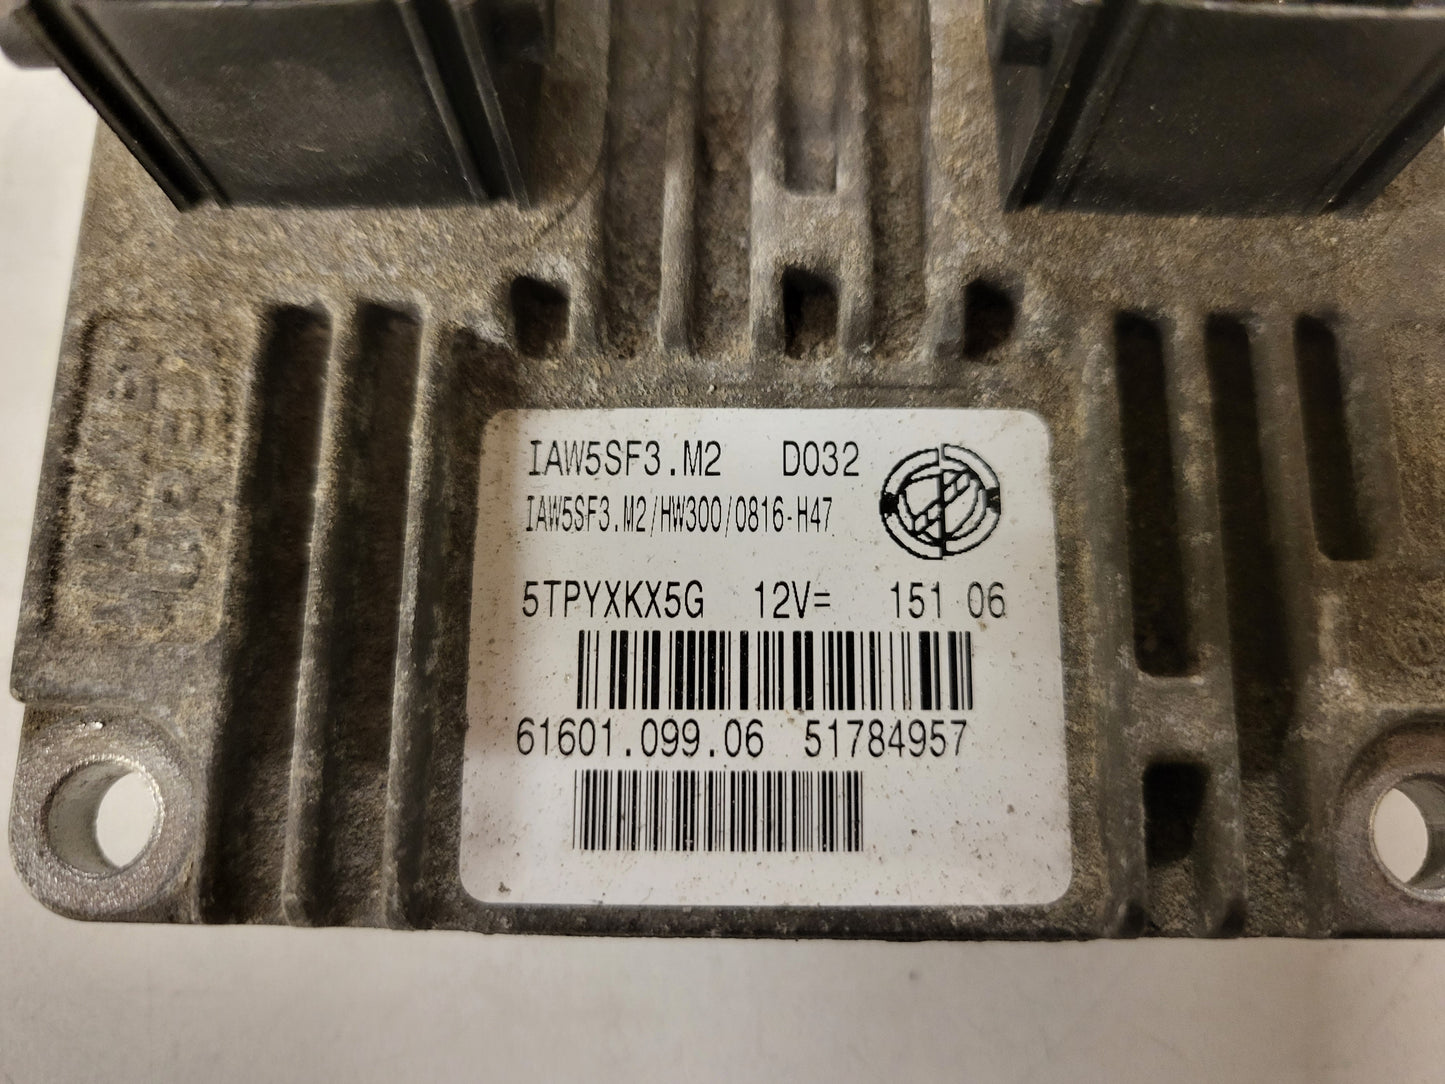 IAW5SF3.M2 D032
IAW5SF3.M2/HW300/0816-H47
5TPYXKX5G 12V= 151 06
61601.099.06 51784957